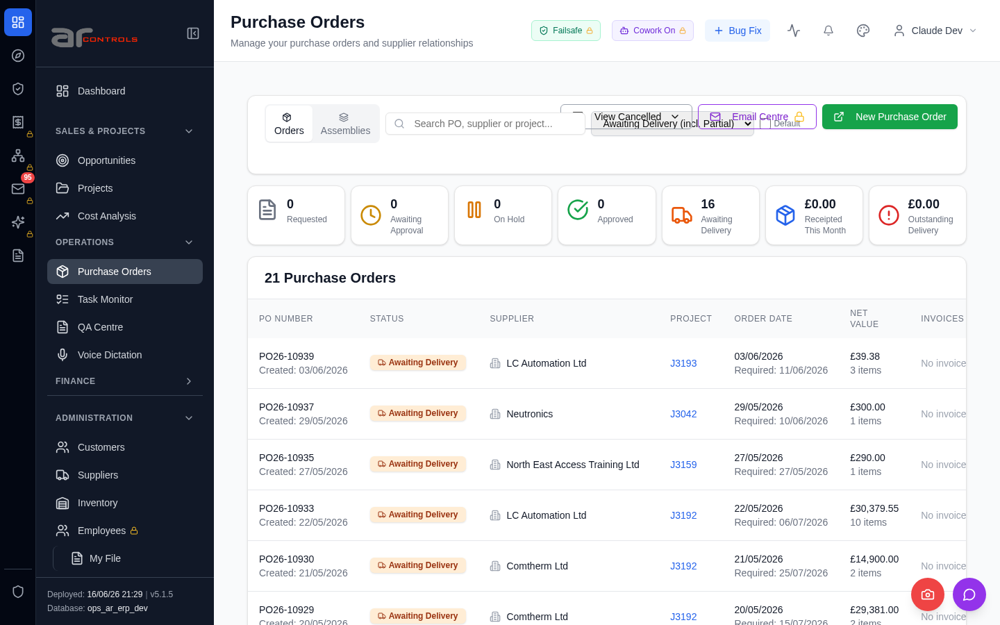 ar CONTROLS
95
Dashboard
SALES & PROJECTS
Opportunities
Projects
Cost Analysis
OPERATIONS
Purchase Orders
Task Monitor
QA Centre
Voice Dictation
FINANCE
ADMINISTRATION
Customers
Suppliers
Inventory
Employees
My File
Deployed: 16/06/26 21:29 | v5.1.5
Database: ops_ar_erp_dev
Purchase Orders
Manage your purchase orders and supplier relationships
Failsafe
Cowork On
Bug Fix
Claude Dev
Orders
Assemblies
Search PO, supplier or project...
View Cancelled
Awaiting Delivery (incl. Partial)
Email Centre
Default
New Purchase Order
0
Requested
0
Awaiting
Approval
0
On Hold
0
Approved
16
Awaiting
Delivery
£0.00
Receipted
This Month
£0.00
Outstanding
Delivery
21 Purchase Orders
PO NUMBER STATUS SUPPLIER PROJECT ORDER DATE NET VALUE INVOICES
PO26-10939 Awaiting Delivery LC Automation Ltd J3193 03/06/2026 £39.38 No invoice
Created: 03/06/2026 Required: 11/06/2026 3 items
PO26-10937 Awaiting Delivery Neutronics J3042 29/05/2026 £300.00 No invoice
Created: 29/05/2026 Required: 10/06/2026 1 items
PO26-10935 Awaiting Delivery North East Access Training Ltd J3159 27/05/2026 £290.00 No invoice
Created: 27/05/2026 Required: 27/05/2026 1 items
PO26-10933 Awaiting Delivery LC Automation Ltd J3192 22/05/2026 £30,379.55 No invoice
Created: 22/05/2026 Required: 06/07/2026 10 items
PO26-10930 Awaiting Delivery Comtherm Ltd J3192 21/05/2026 £14,900.00 No invoice
Created: 21/05/2026 Required: 25/07/2026 2 items
PO26-10929 Awaiting Delivery Comtherm Ltd J3192 20/05/2026 £29,381.00 No invoice
Created: 20/05/2026 Required: 15/07/2026 2 items